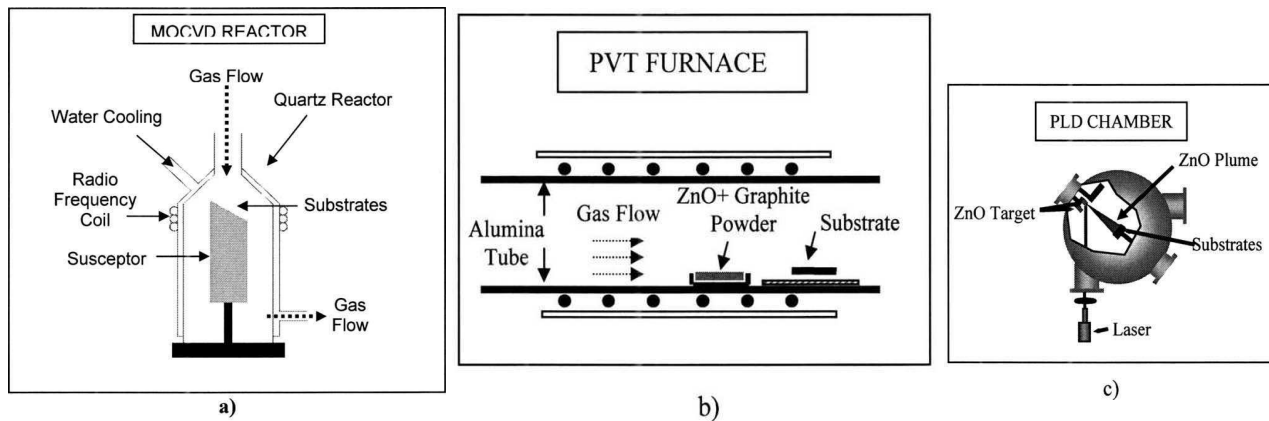 MOCVD REACTOR
Gas Flow
Quartz Reactor
Water Cooling
Radio
Frequency
Coil
Substrates
Susceptor
Gas
Flow
a)
PVT FURNACE
ZnO+ Graphite
Powder
Gas Flow
Substrate
Alumina
Tube
b)
PLD CHAMBER
ZnO Plume
ZnO Target
Substrates
Laser
c)